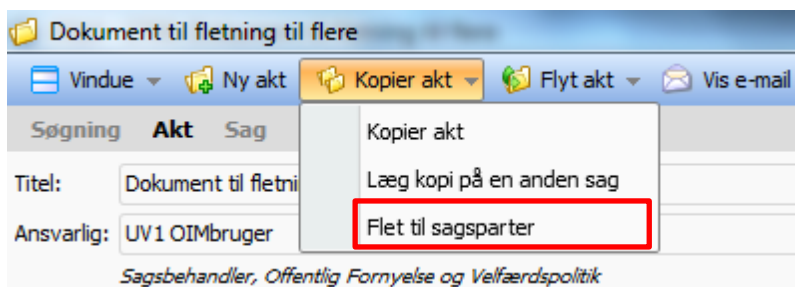 Dokument til fletning til flere
Vindue Ny akt Kopier akt Flyt akt Vis e-mail
Søgning Akt Sag
Kopier akt
Læg kopi på en anden sag
Flet til sagsparter
Titel: Dokument til fletni
Ansvarlig: UV1 OIMbruger
Sagsbehandler, Offentlig Fornyelse og Velfærdspolitik